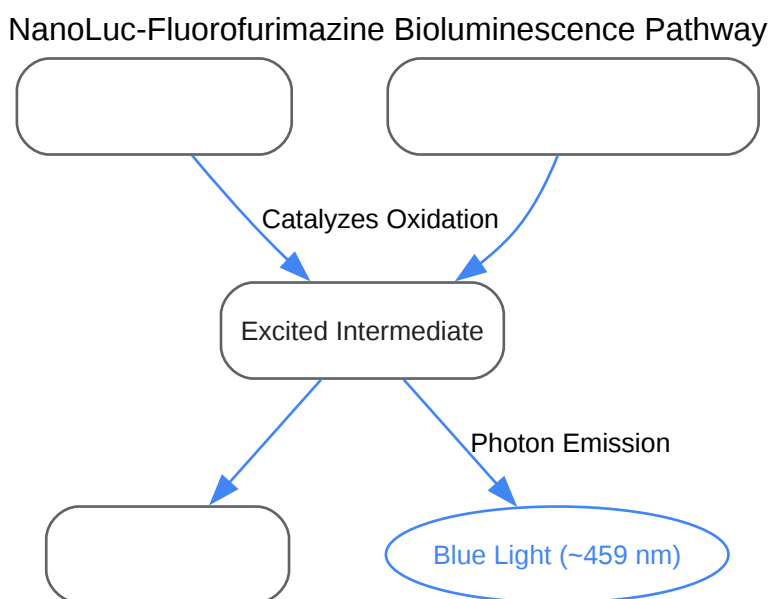 NanoLuc-Fluorofurimazine Bioluminescence Pathway
Catalyzes Oxidation
Excited Intermediate
Photon Emission
Blue Light (~459 nm)